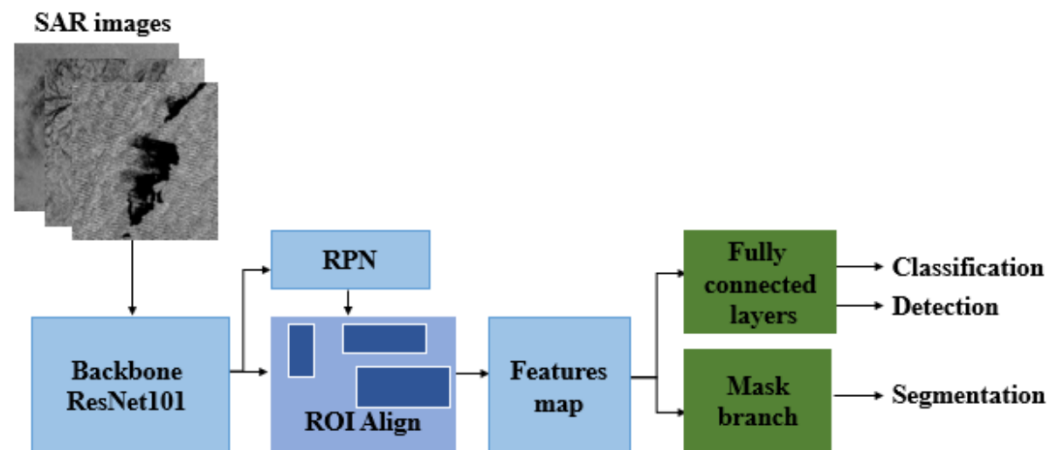 SAR images
RPN
Backbone
ResNet101
ROI Align
Features
map
Fully
connected
layers
Classification
Detection
Mask
branch
Segmentation